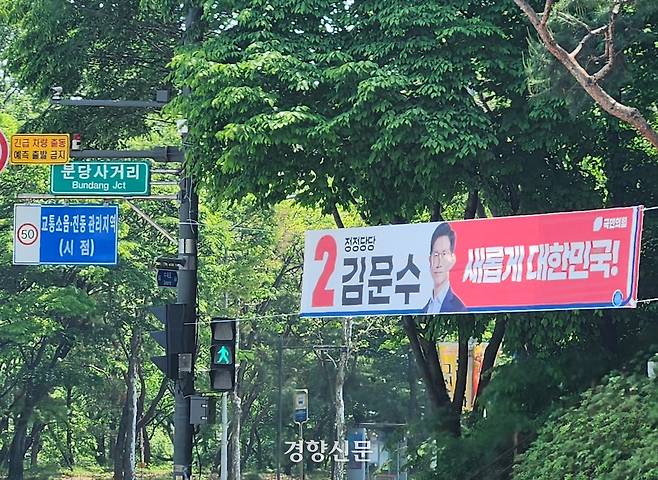 긴급 차량 출동
예측 출발 금지
분당사거리
Bundang Jct
50
교통소음·진동 관리지역
(시 점)
2
정정당당
김문수
새롭게 대한민국!
국민의힘
경향신문